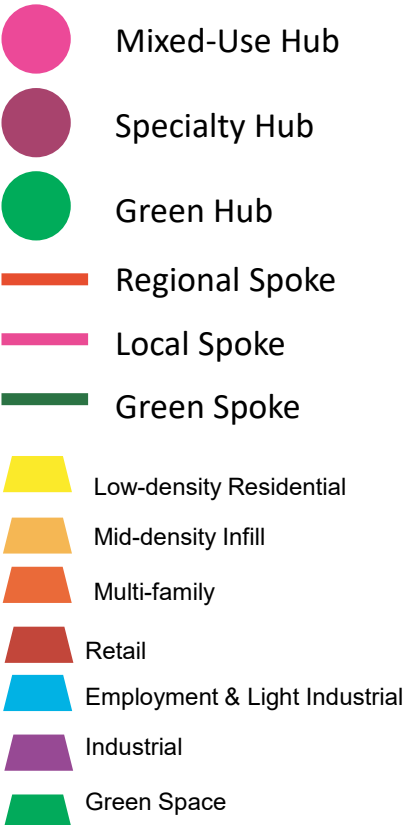 Mixed-Use Hub
Specialty Hub
Green Hub
Regional Spoke
Local Spoke
Green Spoke
Low-density Residential
Mid-density Infill
Multi-family
Retail
Employment & Light Industrial
Industrial
Green Space